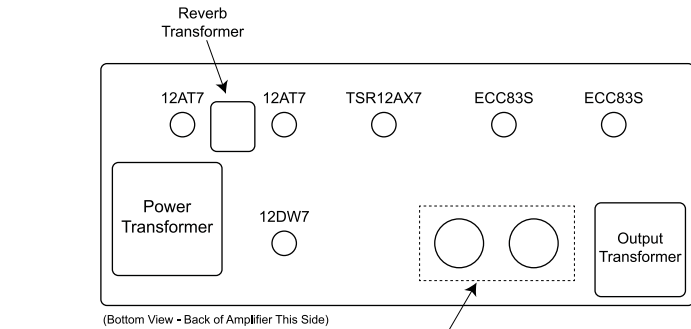 Reverb
Transformer
12AT7 12AT7 TSR12AX7 ECC83S ECC83S
Power
Transformer
12DW7
Output
Transformer
(Bottom View - Back of Amplifier This Side)